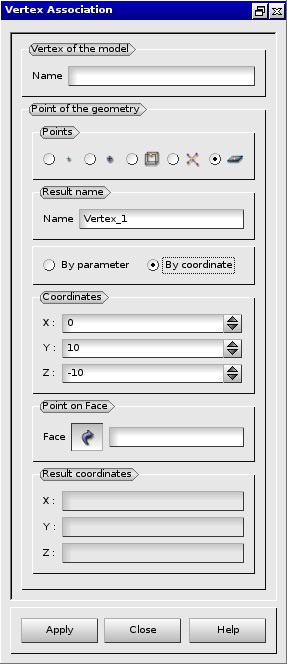 Vertex Association
Vertex of the model
Name
Point of the geometry
Points
Result name
Name Vertex_1
By parameter By coordinate
Coordinates
X : 0
Y : 10
Z : -10
Point on Face
Face
Result coordinates
X :
Y :
Z :
Apply Close Help